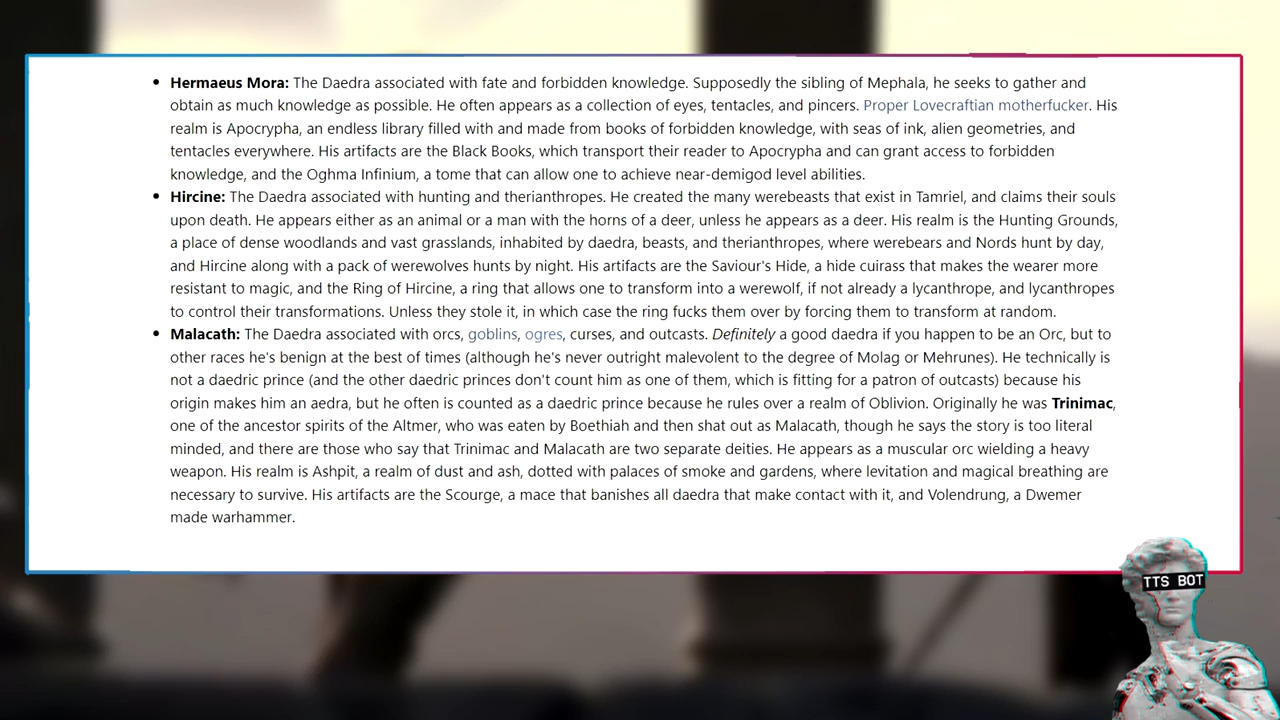 • Hermaeus Mora: The Daedra associated with fate and forbidden knowledge. Supposedly the sibling of Mephala, he seeks to gather and
obtain as much knowledge as possible. He often appears as a collection of eyes, tentacles, and pincers. Proper Lovecraftian motherfucker. His
realm is Apocrypha, an endless library filled with and made from books of forbidden knowledge, with seas of ink, alien geometries, and
tentacles everywhere. His artifacts are the Black Books, which transport their reader to Apocrypha and can grant access to forbidden
knowledge, and the Oghma Infinium, a tome that can allow one to achieve near-demigod level abilities.
• Hircine: The Daedra associated with hunting and therianthropes. He created the many werebeasts that exist in Tamriel, and claims their souls
upon death. He appears either as an animal or a man with the horns of a deer, unless he appears as a deer. His realm is the Hunting Grounds,
a place of dense woodlands and vast grasslands, inhabited by daedra, beasts, and therianthropes, where werebears and Nords hunt by day,
and Hircine along with a pack of werewolves hunts by night. His artifacts are the Saviour's Hide, a hide cuirass that makes the wearer more
resistant to magic, and the Ring of Hircine, a ring that allows one to transform into a werewolf, if not already a lycanthrope, and lycanthropes
to control their transformations. Unless they stole it, in which case the ring fucks them over by forcing them to transform at random.
• Malacath: The Daedra associated with orcs, goblins, ogres, curses, and outcasts. Definitely a good daedra if you happen to be an Orc, but to
other races he's benign at the best of times (although he's never outright malevolent to the degree of Molag or Mehrunes). He technically is
not a daedric prince (and the other daedric princes don't count him as one of them, which is fitting for a patron of outcasts) because his
origin makes him an aedra, but he often is counted as a daedric prince because he rules over a realm of Oblivion. Originally he was Trinimac,
one of the ancestor spirits of the Altmer, who was eaten by Boethiah and then shat out as Malacath, though he says the story is too literal
minded, and there are those who say that Trinimac and Malacath are two separate deities. He appears as a muscular orc wielding a heavy
weapon. His realm is Ashpit, a realm of dust and ash, dotted with palaces of smoke and gardens, where levitation and magical breathing are
necessary to survive. His artifacts are the Scourge, a mace that banishes all daedra that make contact with it, and Volendrung, a Dwemer
made warhammer.
TTS BOT